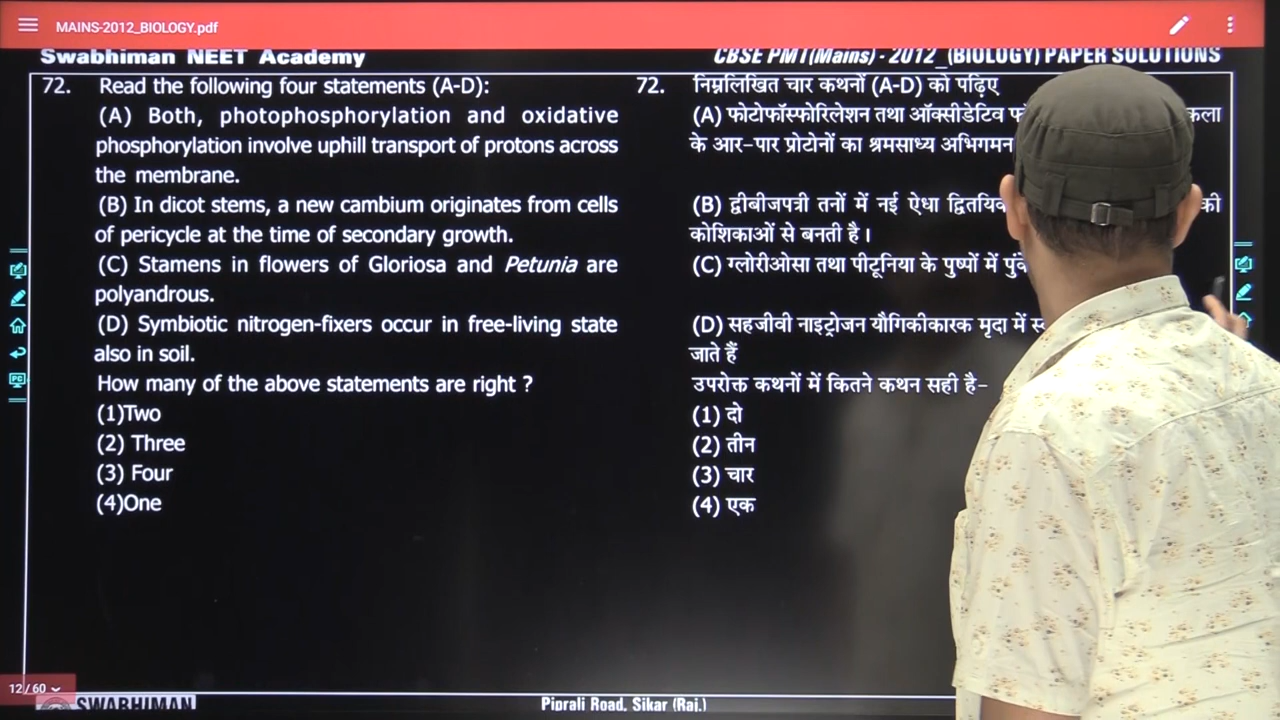 MAINS-2012_BIOLOGY.pdf
Swabhiman NEET Academy
CBSE PMT(Mains) - 2012_(BIOLOGY) PAPER SOLUTIONS
72. Read the following four statements (A-D):
(A) Both, photophosphorylation and oxidative
phosphorylation involve uphill transport of protons across
the membrane.
(B) In dicot stems, a new cambium originates from cells
of pericycle at the time of secondary growth.
(C) Stamens in flowers of Gloriosa and Petunia are
polyandrous.
(D) Symbiotic nitrogen-fixers occur in free-living state
also in soil.
How many of the above statements are right ?
(1)Two
(2) Three
(3) Four
(4)One
72. निम्नलिखित चार कथनों (A-D) को पढ़िए
(A) फोटोफॉस्फोरिलेशन तथा ऑक्सीडेटिव
के आर-पार प्रोटोनों का श्रमसाध्य अभिगमन
(B) द्वीबीजपत्री तनों में नई ऐधा की
कोशिकाओं से बनती है।
(C) ग्लोरीओसा तथा पीटूनिया के पुष्पों में
(D) सहजीवी नाइट्रोजन यौगिकीकारक मृदा में
जाते हैं
उपरोक्त कथनों में कितने कथन सही है-
(1) दो
(2) तीन
(3) चार
(4) एक
12/60
SWABHIMAN
Piprali Road, Sikar (Raj.)